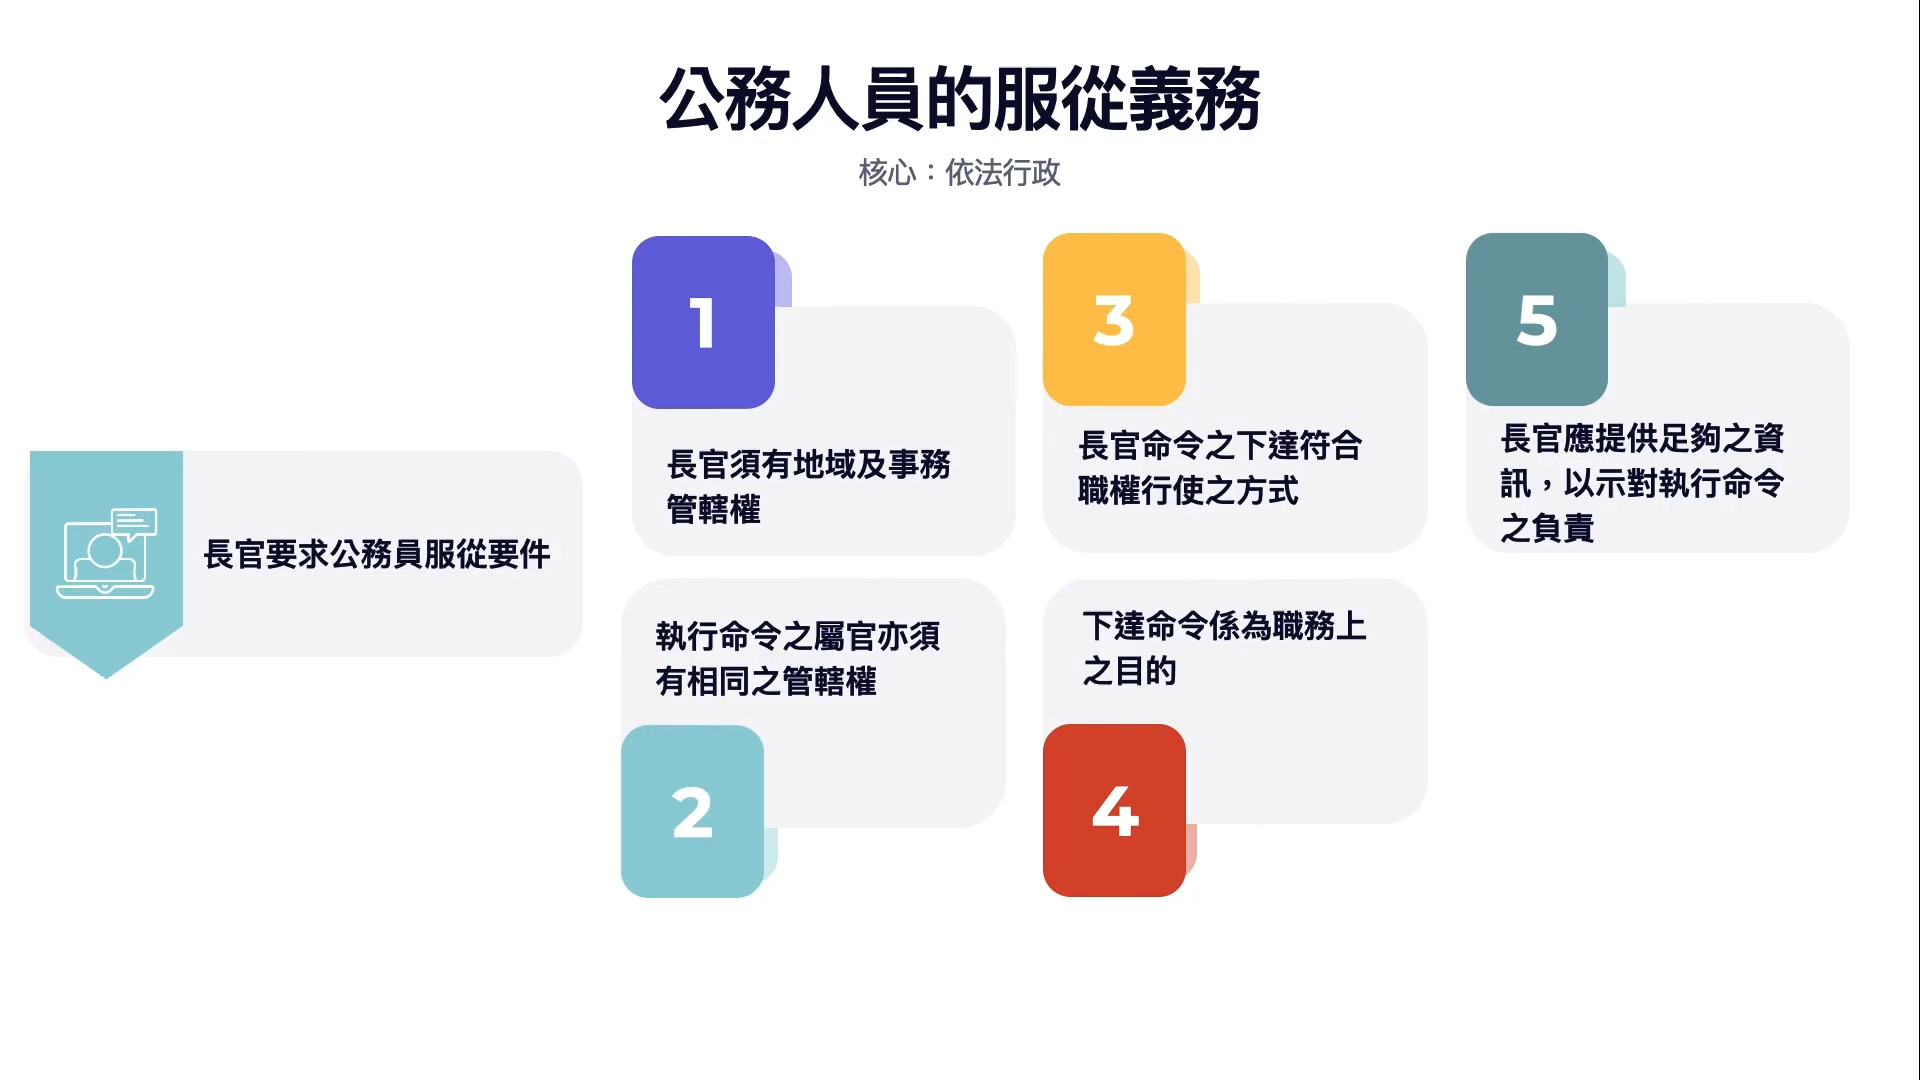 公務人員的服從義務
核心：依法行政
長官要求公務員服從要件
1
長官須有地域及事務
管轄權
2
執行命令之屬官亦須
有相同之管轄權
3
長官命令之下達符合
職權行使之方式
4
下達命令係為職務上
之目的
5
長官應提供足夠之資
訊，以示對執行命令
之負責